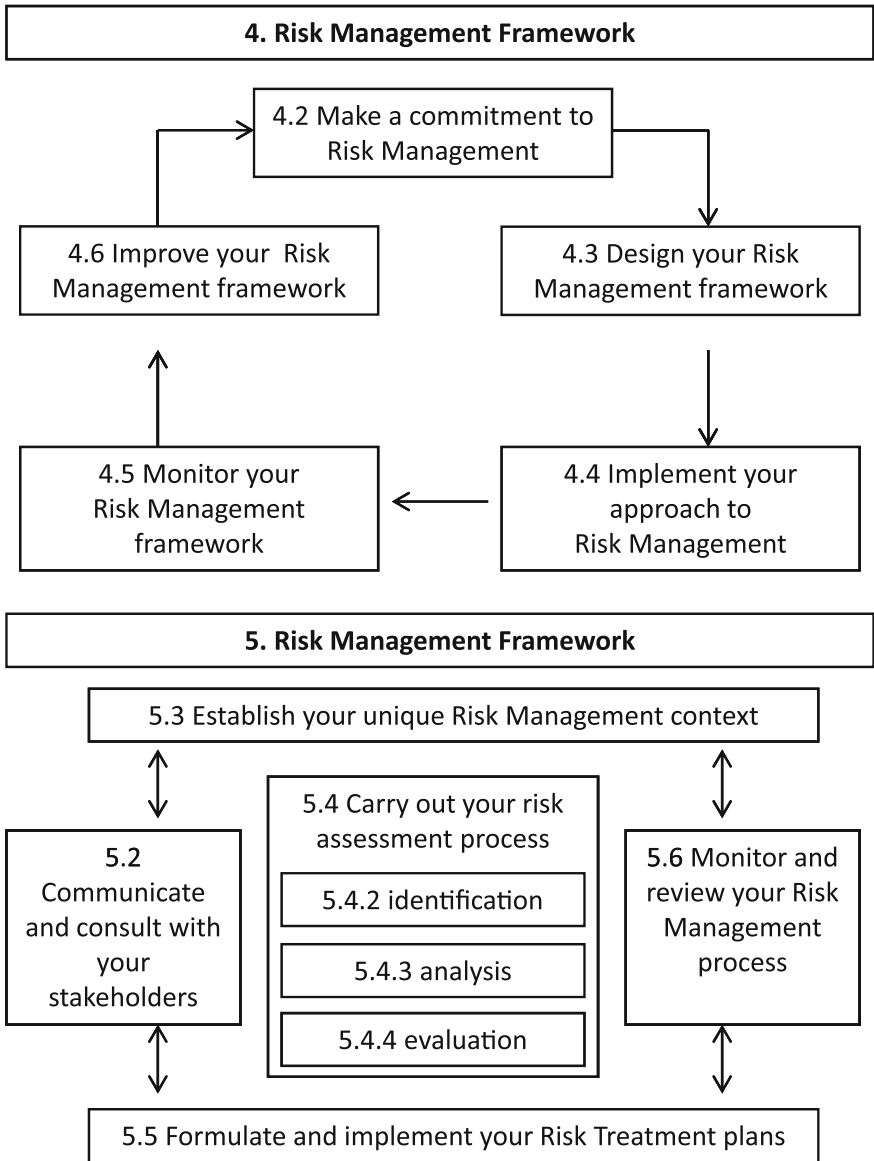 4. Risk Management Framework
4.2 Make a commitment to
Risk Management
4.6 Improve your  Risk
Management framework
4.3 Design your Risk
Management framework
4.5 Monitor your
Risk Management
framework
4.4 Implement your
approach to
Risk Management
5. Risk Management Framework
5.3 Establish your unique Risk Management context
5.2
Communicate
and consult with
your
stakeholders
5.4 Carry out your risk
assessment process
5.4.2 identification
5.4.3 analysis
5.4.4 evaluation
5.6 Monitor and
review your Risk
Management
process
5.5 Formulate and implement your Risk Treatment plans